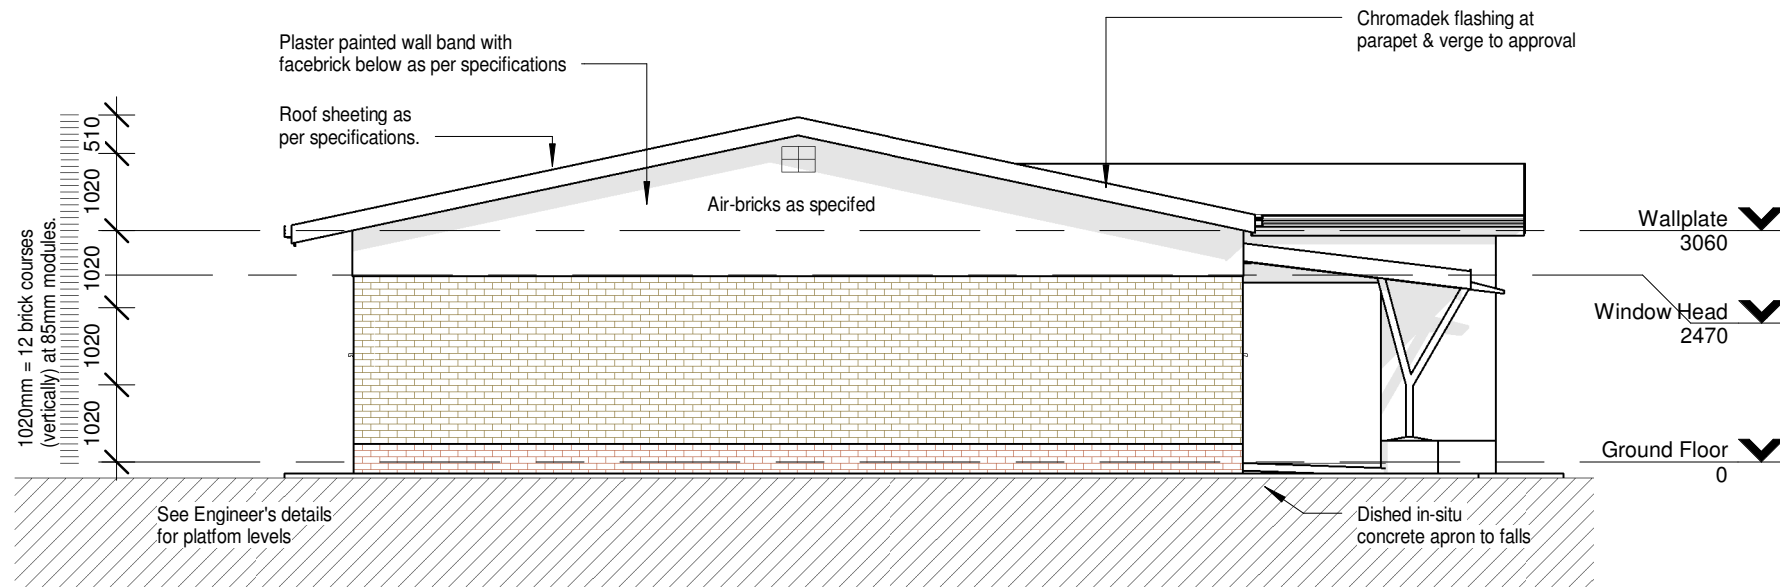 Chromadek flashing at
parapet & verge to approval
Plaster painted wall band with
facebrick below as per specifications
Roof sheeting as
per specifications.
Air-bricks as specifed
510
1020
1020
1020
1020
1020mm = 12 brick courses
(vertically) at 85mm modules.
Wallplate
3060
Window Head
2470
Ground Floor
0
See Engineer's details
for platfom levels
Dished in-situ
concrete apron to falls